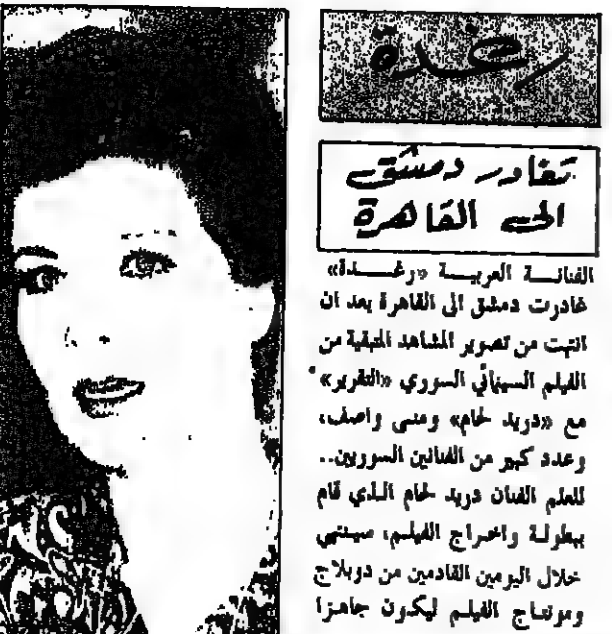 رغدة
تغادر دمشق
الى القاهرة
الفنانة العربية «رغدة»
غادرت دمشق الى القاهرة بعد ان
انتهت من تصوير المشاهد المتبقية من
الفيلم السينمائي السوري «التقرير»
مع «دريد لحام» ومنى واصف،
وعدد كبير من الفنانين السوريين..
للعلم الفنان دريد لحام الذي قام
ببطولة واخراج الفيلم، سينتهي
خلال اليومين القادمين من دوبلاج
ومونتاج الفيلم ليكون جاهزا